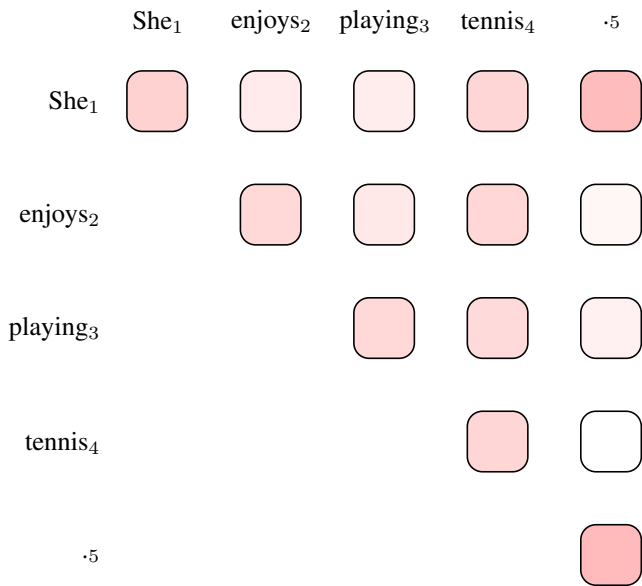 She₁ enjoys₂ playing₃ tennis₄ .₅
She₁
enjoys₂
playing₃
tennis₄
.₅